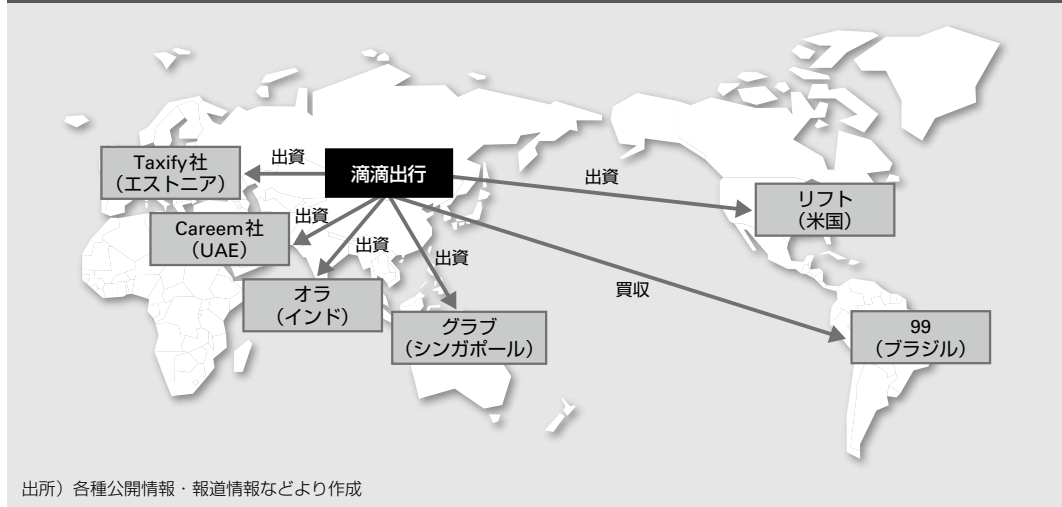 Taxify社
（エストニア）
出資
滴滴出行
出資
リフト
（米国）
Careem社
（UAE）
出資
出資
出資
オラ
（インド）
グラブ
（シンガポール）
買収
99
（ブラジル）
出所）各種公開情報・報道情報などより作成